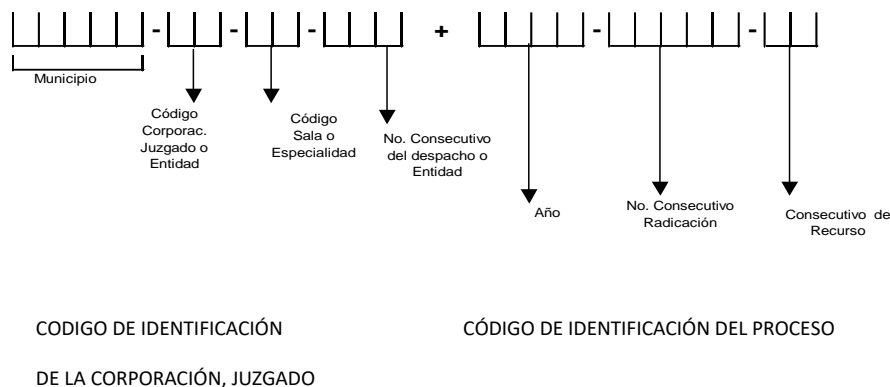 - - - + - -
Municipio
Código
Corporac.
Juzgado o
Entidad
Código
Sala o
Especialidad
No. Consecutivo
del despacho o
Entidad
Año
No. Consecutivo
Radicación
Consecutivo de
Recurso
CODIGO DE IDENTIFICACIÓN
DE LA CORPORACIÓN, JUZGADO
CÓDIGO DE IDENTIFICACIÓN DEL PROCESO